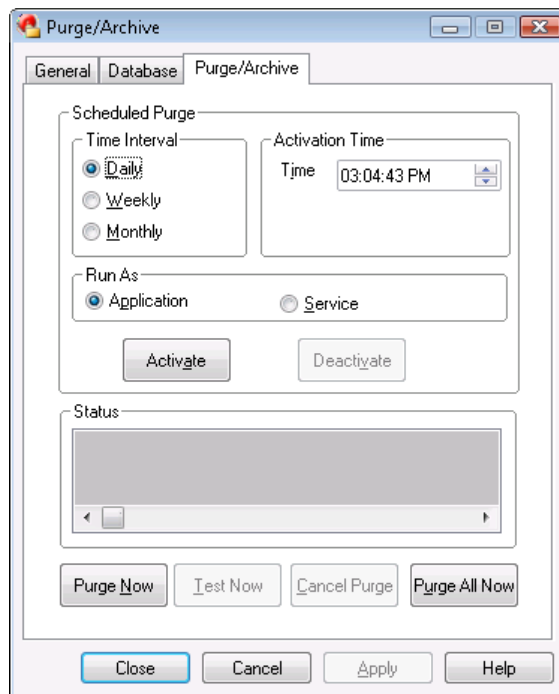 Purge/Archive
General Database Purge/Archive
Scheduled Purge
Time Interval
Daily
Weekly
Monthly
Activation Time
Time 03:04:43 PM
Run As
Application Service
Activate Deactivate
Status
Purge Now Test Now Cancel Purge Purge All Now
Close Cancel Apply Help